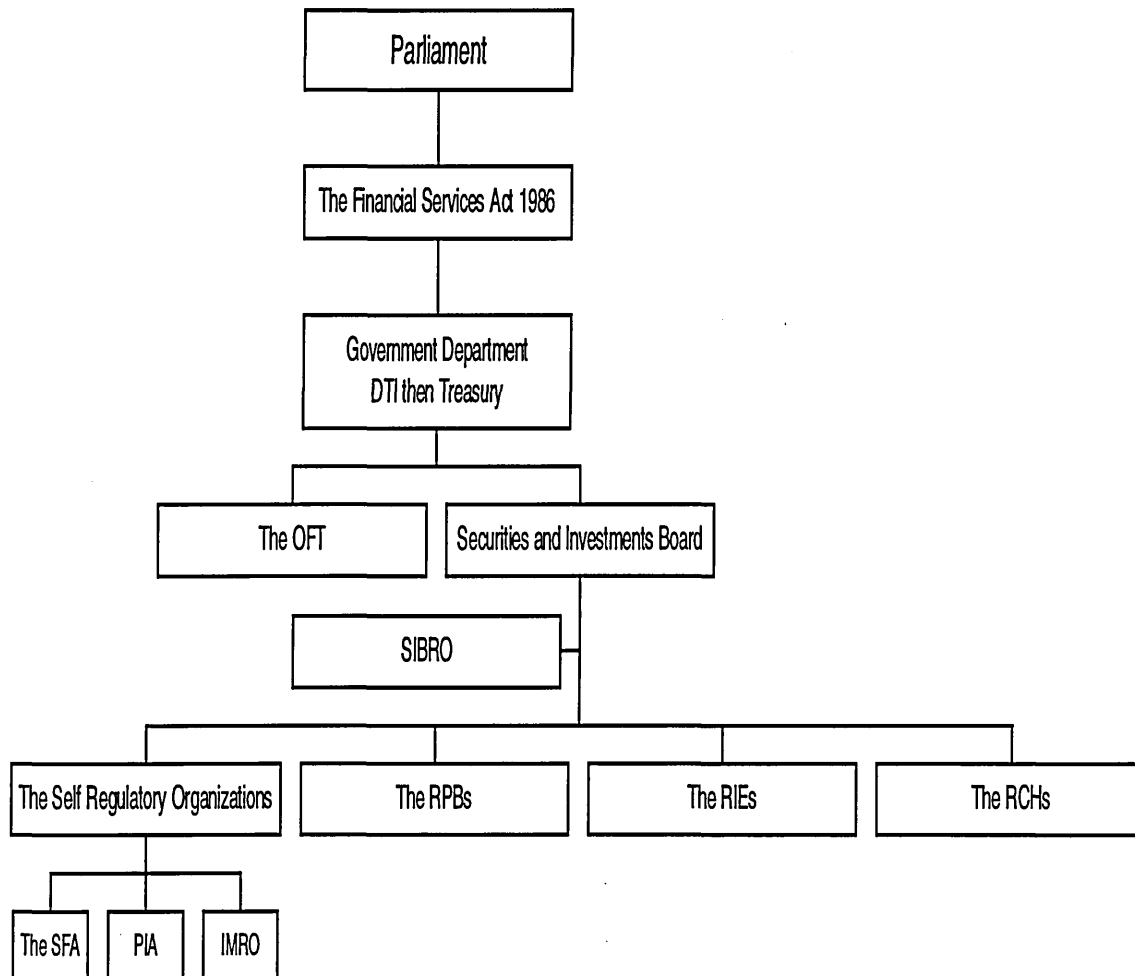 Parliament
The Financial Services Act 1986
Government Department
DTI then Treasury
The OFT
Securities and Investments Board
SIBRO
The Self Regulatory Organizations
The RPBs
The RIEs
The RCHs
The SFA
PIA
IMRO